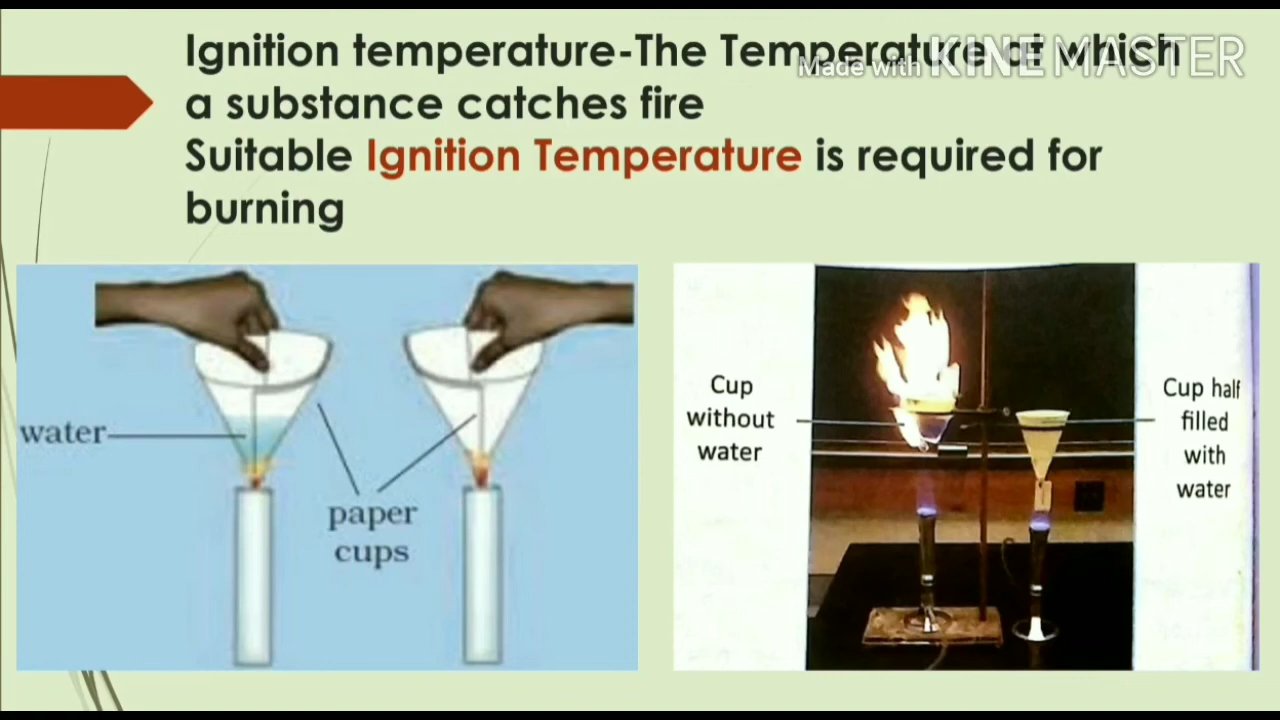 Ignition temperature-The Temperature at which
Made with KINEMASTER
a substance catches fire
Suitable Ignition Temperature is required for
burning
water
paper
cups
Cup
without
water
Cup half
filled
with
water